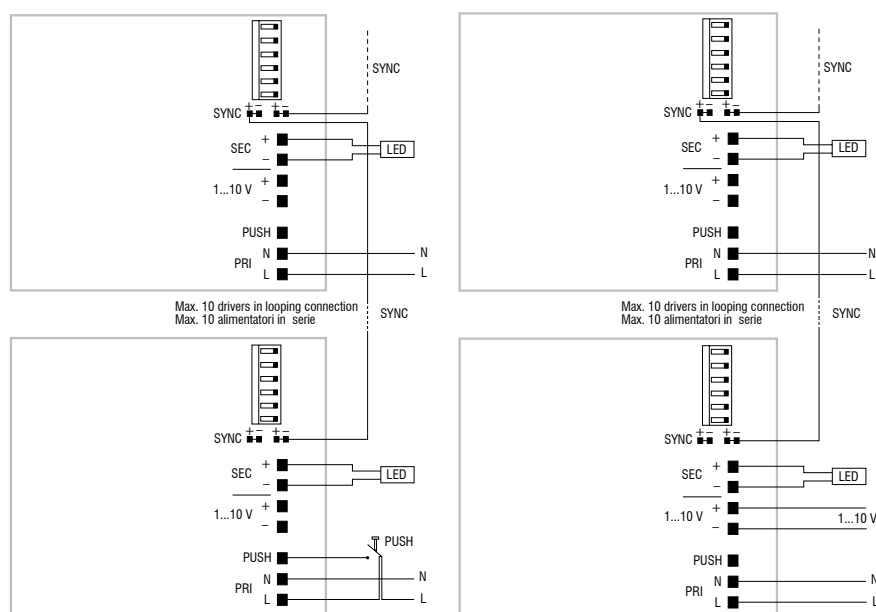 SYNC
SYNC + − + −
SEC + −
LED
1...10 V + −
PUSH
PRI N L
N
L
Max. 10 drivers in looping connection
Max. 10 alimentatori in serie
SYNC
SYNC + − + −
SEC + −
LED
1...10 V + −
PUSH
PUSH
PRI N L
N
L
SYNC
SYNC + − + −
SEC + −
LED
1...10 V + −
PUSH
PRI N L
N
L
Max. 10 drivers in looping connection
Max. 10 alimentatori in serie
SYNC
SYNC + − + −
SEC + −
LED
1...10 V + −
1...10 V
PUSH
PRI N L
N
L